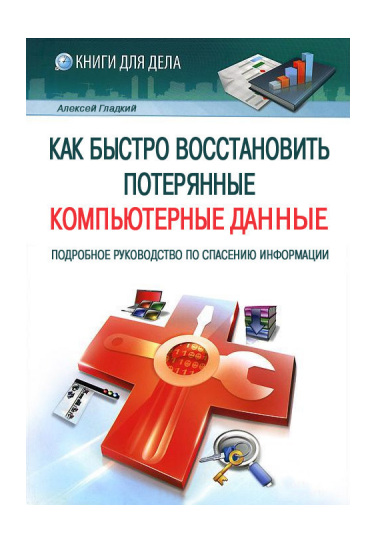 КНИГИ ДЛЯ ДЕЛА
Алексей Гладкий
КАК БЫСТРО ВОССТАНОВИТЬ
ПОТЕРЯННЫЕ
КОМПЬЮТЕРНЫЕ ДАННЫЕ
ПОДРОБНОЕ РУКОВОДСТВО ПО СПАСЕНИЮ ИНФОРМАЦИИ